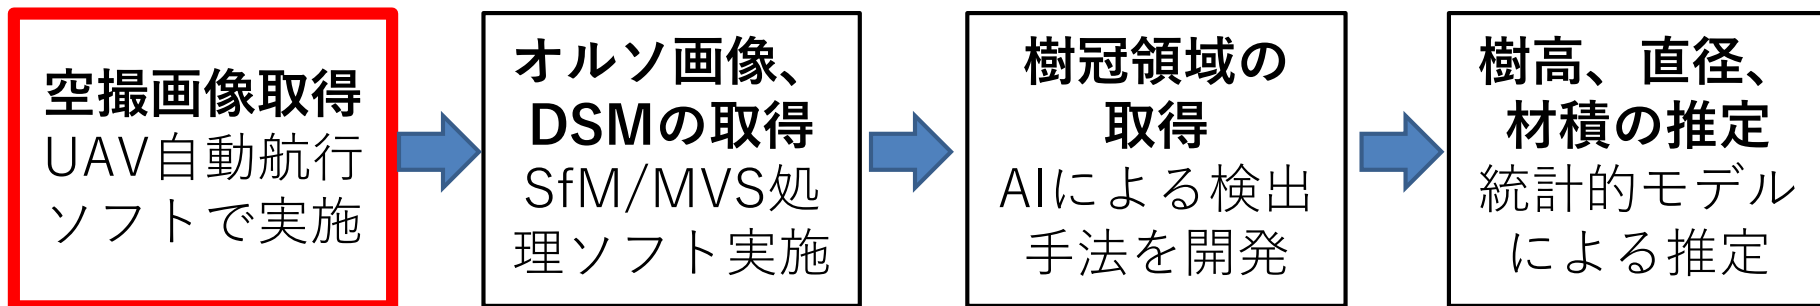 空撮画像取得
UAV自動航行
ソフトで実施
オルソ画像、
DSMの取得
SfM/MVS処
理ソフト実施
樹冠領域の
取得
AIによる検出
手法を開発
樹高、直径、
材積の推定
統計的モデル
による推定